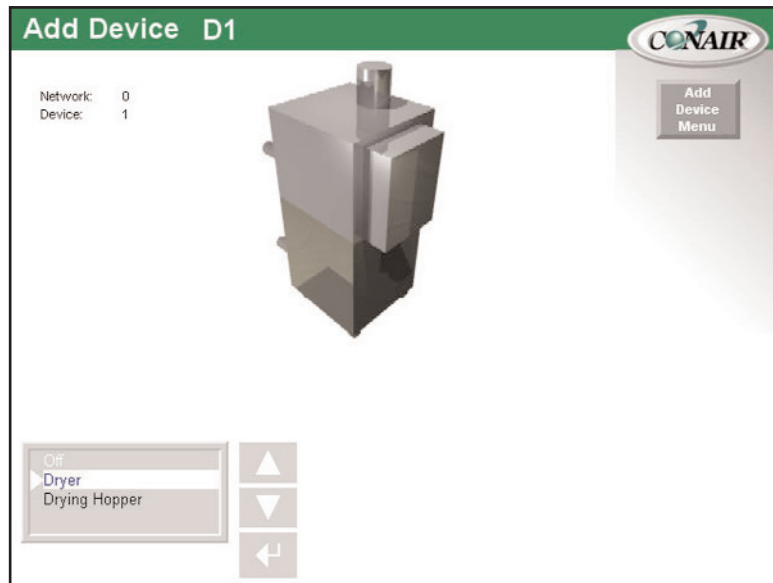 Add Device D1
CONAIR
Network: 0
Device: 1
Add
Device
Menu
Off
Dryer
Drying Hopper